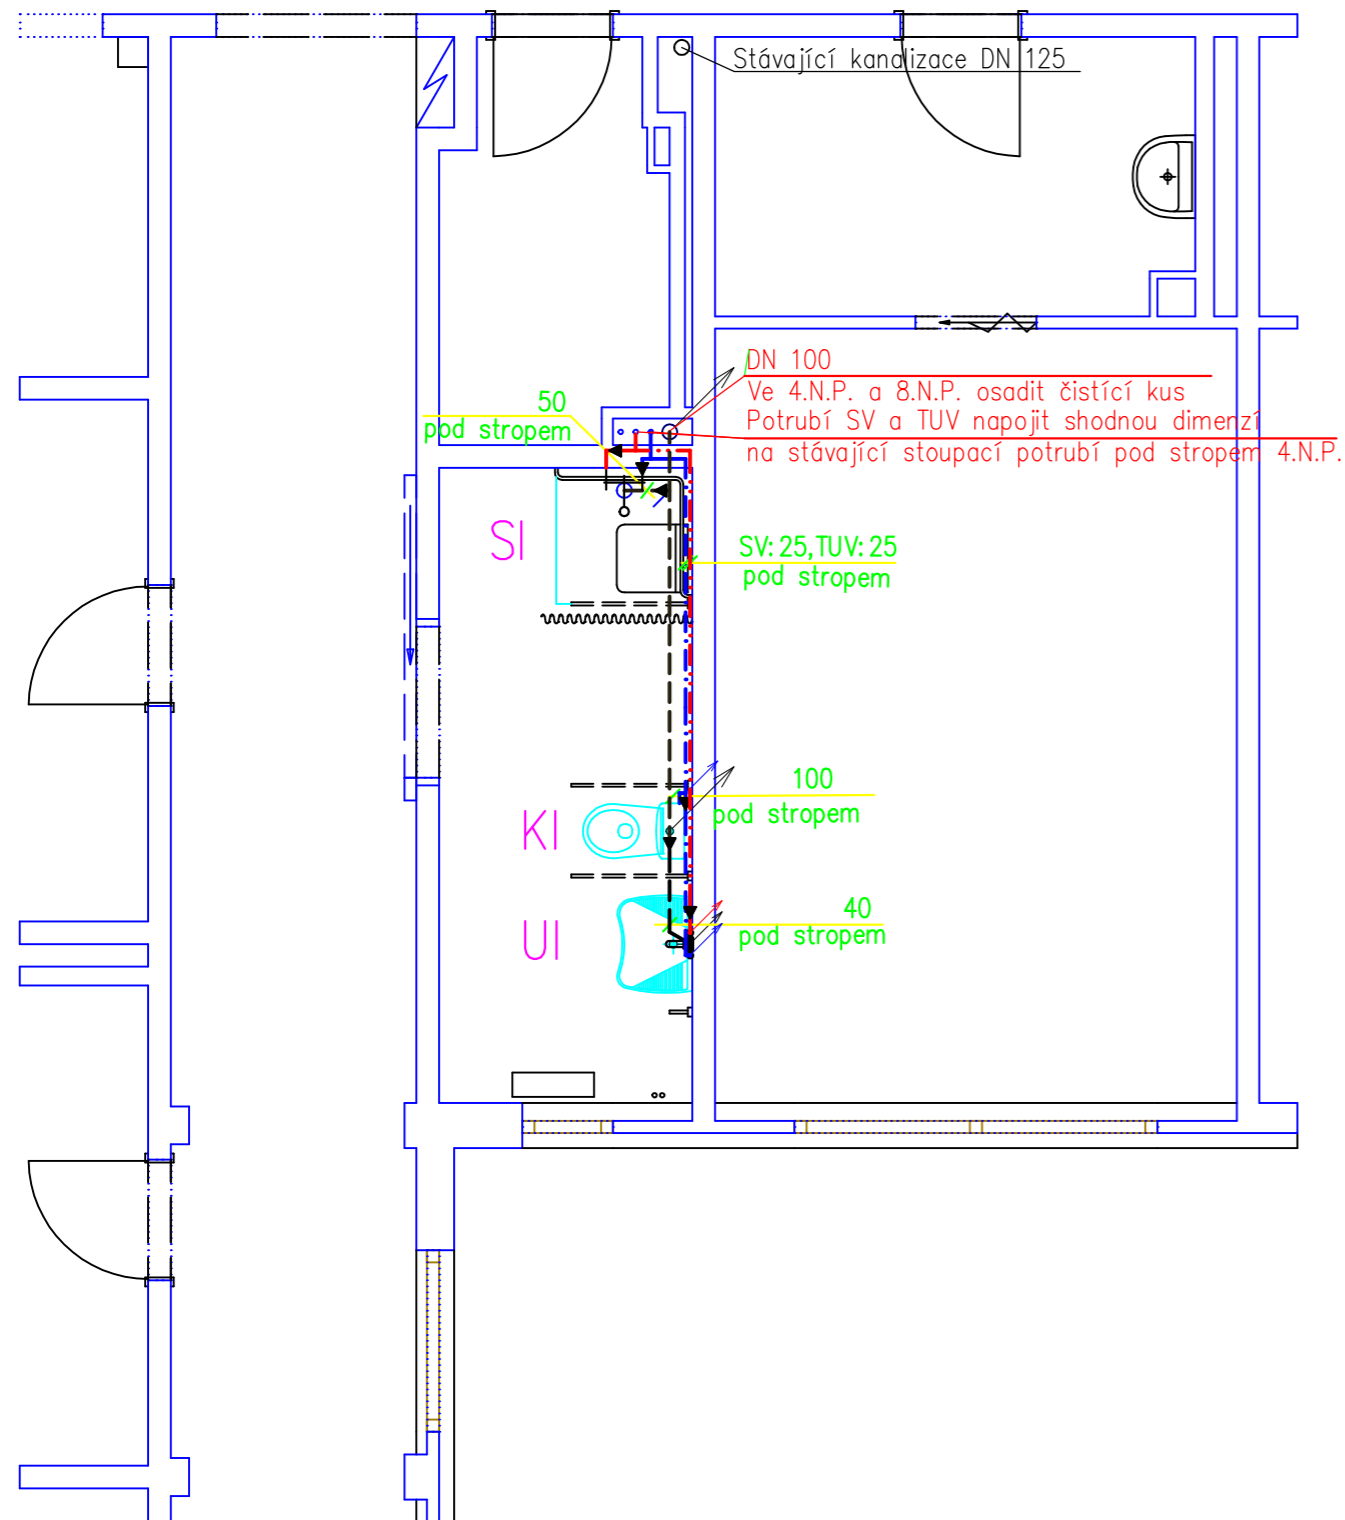 Stávající kanalizace DN 125
DN 100
Ve 4.N.P. a 8.N.P. osadit čistící kus
Potrubí SV a TUV napojit shodnou dimenzí
na stávající stoupací potrubí pod stropem 4.N.P.
50
pod stropem
SI
SV: 25, TUV: 25
pod stropem
100
pod stropem
KI
40
pod stropem
UI